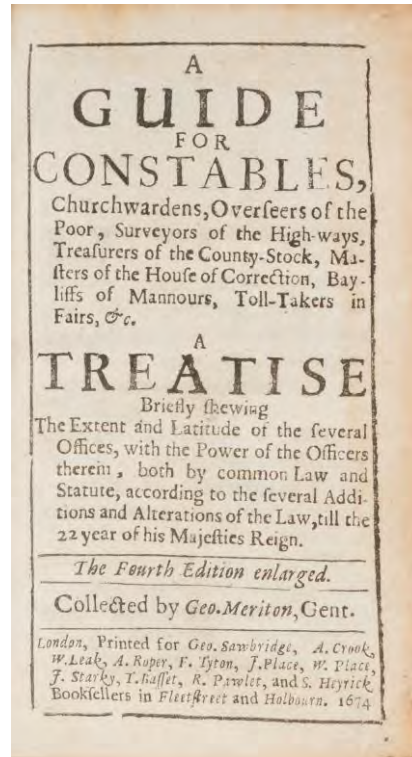 A
GUIDE
FOR
CONSTABLES,
Churchwardens, Overſeers of the
Poor, Surveyors of the High-ways,
Treaſurers of the County-Stock, Ma-
ſters of the Houſe of Correction, Bay-
liffs of Mannours, Toll-Takers in
Fairs, &c.
A
TREATISE
Briefly ſhewing
The Extent and Latitude of the ſeveral
Offices, with the Power of the Officers
therein, both by common Law and
Statute, according to the ſeveral Addi-
tions and Alterations of the Law, till the
22 year of his Majeſties Reign.
The Fourth Edition enlarged.
Collected by Geo. Meriton, Gent.
London, Printed for Geo. Sawbridge, A. Crook,
W. Leak, A. Roper, F. Tyton, J. Place, W. Place,
J. Starky, T. Baſſet, R. Pawlet, and S. Heyrick
Bookſellers in Fleetſtreet and Holbourn. 1674